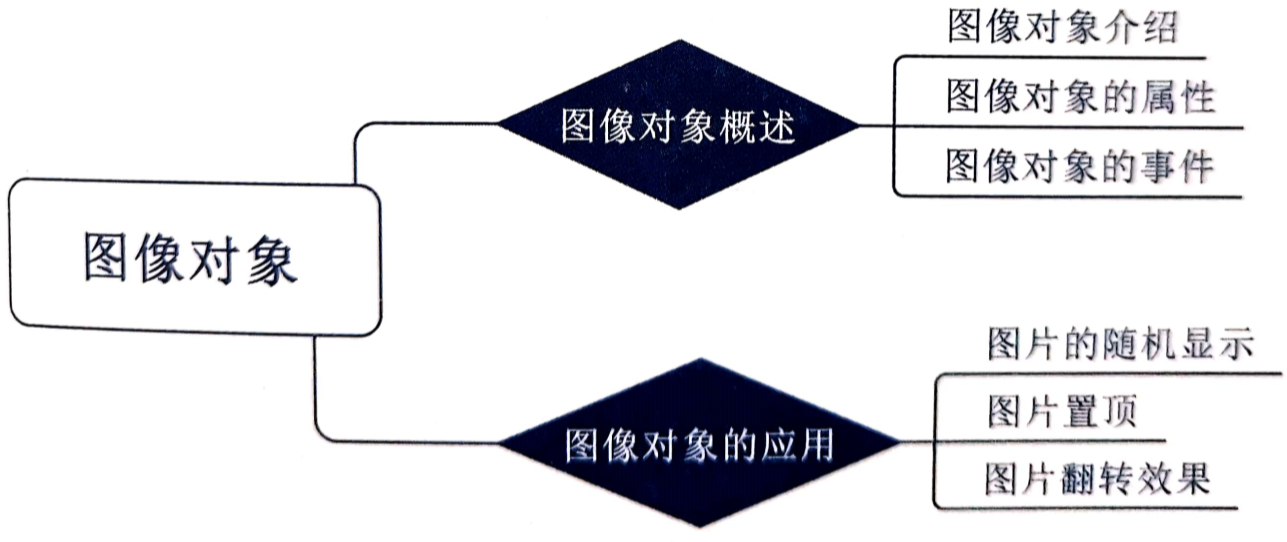 图像对象
图像对象概述
图像对象介绍
图像对象的属性
图像对象的事件
图像对象的应用
图片的随机显示
图片置顶
图片翻转效果